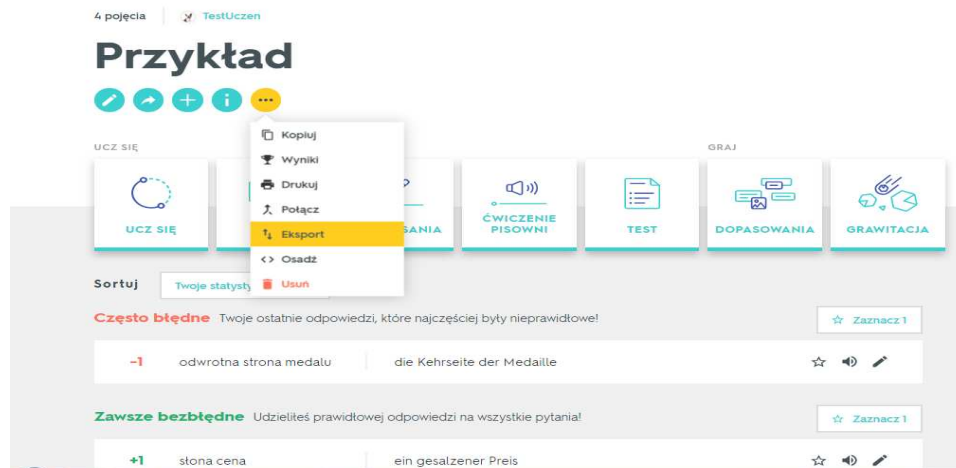 4 pojęcia TestUczen
Przykład
UCZ SIĘ
GRAJ
Kopiuj
Wyniki
Drukuj
Połącz
Eksport
Osadź
Usuń
UCZ SIĘ
ĆWICZENIE
PISOWNI
TEST
DOPASOWANIA
GRAWITACJA
Sortuj
Twoje
Często błędne Twoje ostatnie odpowiedzi, które najczęściej były nieprawidłowe!
Zaznacz 1
-1 odwrotna strona medalu die Kehrseite der Medaille
Zawsze bezbłędne Udzieliłeś prawidłowej odpowiedzi na wszystkie pytania!
Zaznacz 1
+1 słona cena ein gesalzener Preis